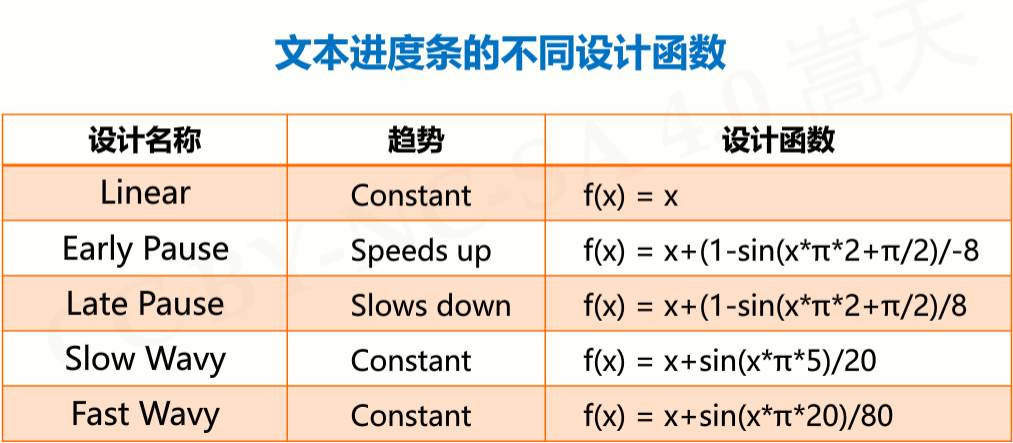 文本进度条的不同设计函数
设计名称 趋势 设计函数
Linear Constant f(x) = x
Early Pause Speeds up f(x) = x+(1-sin(x*π*2+π/2)/-8
Late Pause Slows down f(x) = x+(1-sin(x*π*2+π/2)/8
Slow Wavy Constant f(x) = x+sin(x*π*5)/20
Fast Wavy Constant f(x) = x+sin(x*π*20)/80
CC BY-NC-SA 4.0 嵩天